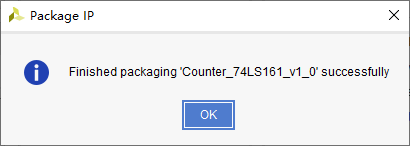 Package IP
Finished packaging 'Counter_74LS161_v1_0' successfully
OK